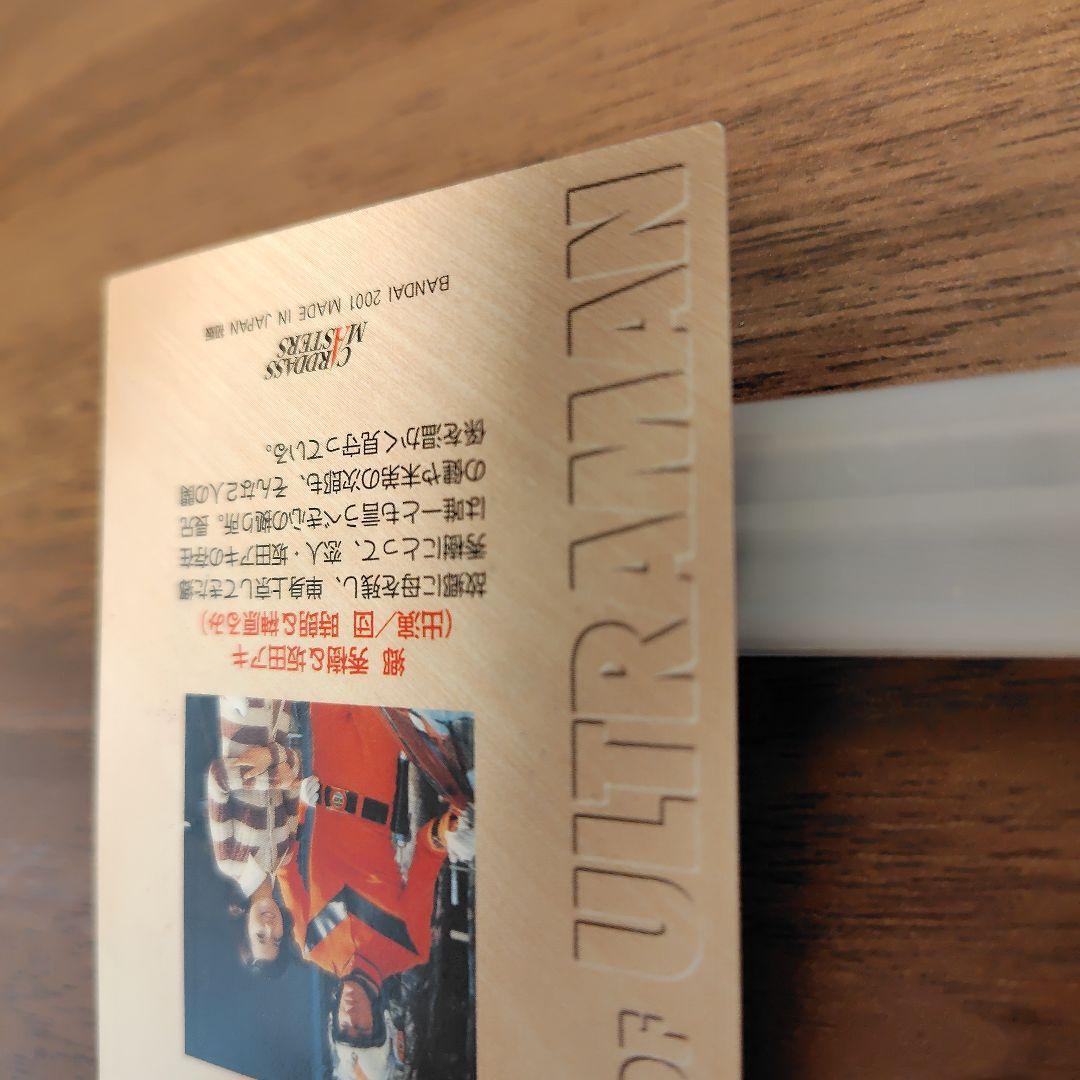 OF ULTRAMAN
郷 秀樹&坂田アキ
(出演/団 時朗&榊原るみ)
故郷に母を残し、単身上京してきた郷
秀樹にとって、恋人・坂田アキの存在
は唯一とも言うべき心の拠り所。長兄
の健や末弟の次郎も、そんな2人の関
係を温かく見守っている。
CARDDASS
MASTERS
BANDAI 2001 MADE IN JAPAN 初版